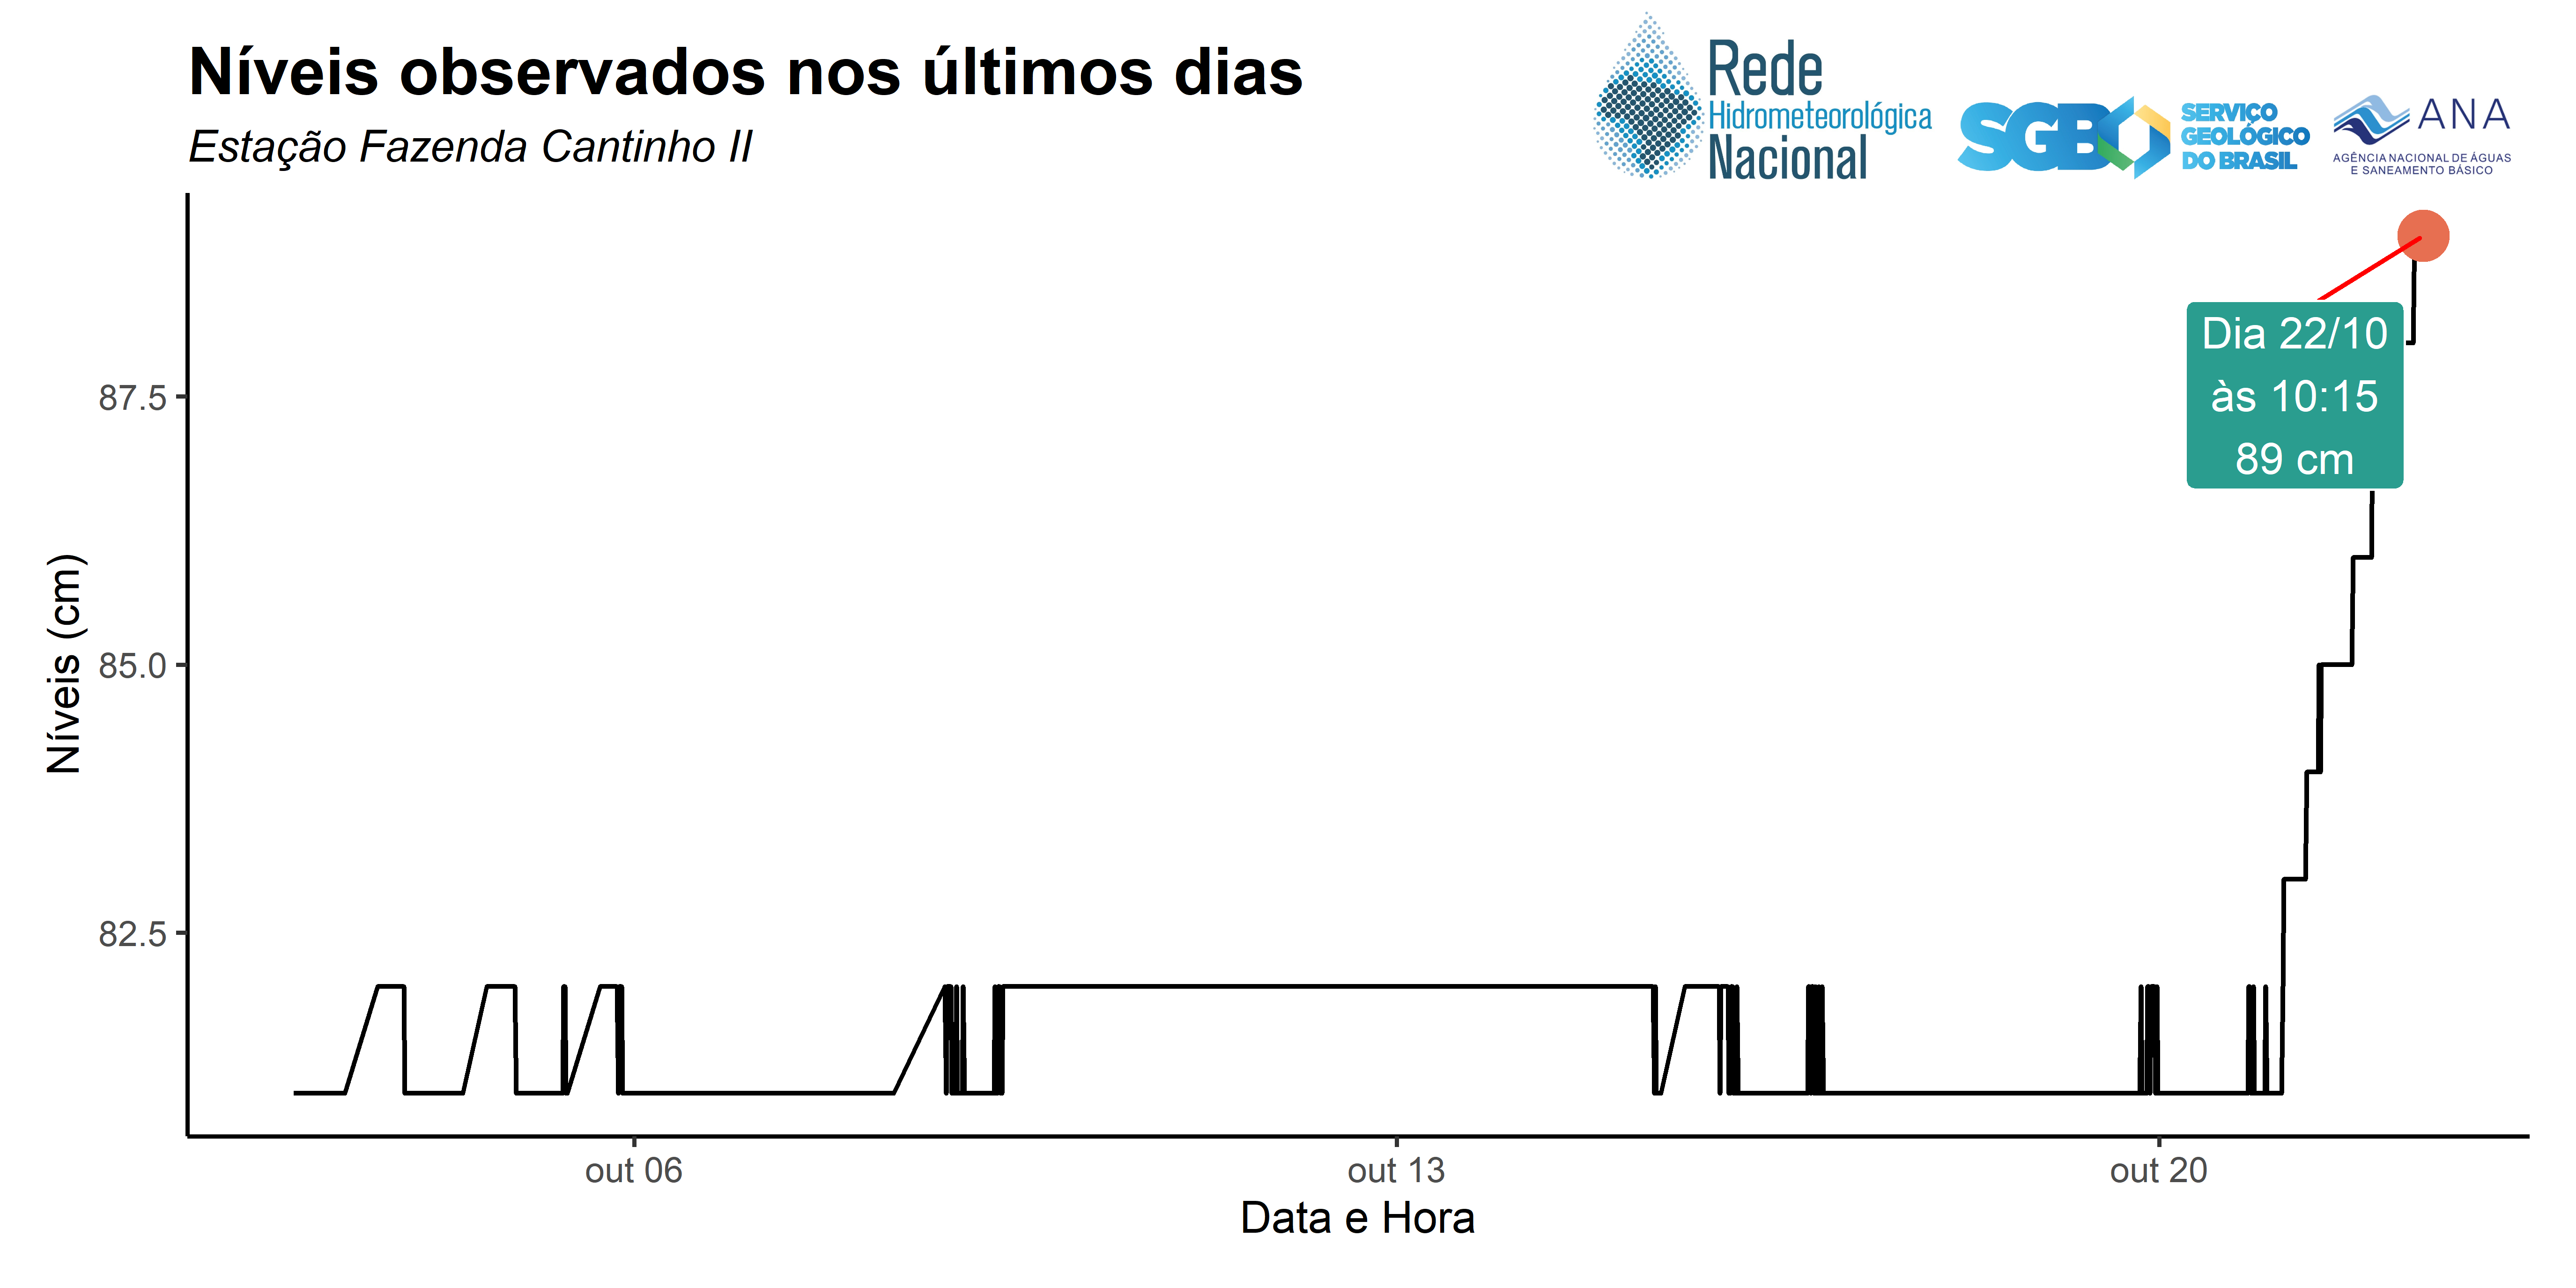 Níveis observados nos últimos dias
Estação Fazenda Cantinho II
Rede
Hidrometeorológica
Nacional
SGB
SERVIÇO
GEOLÓGICO
DO BRASIL
ANA
AGÊNCIA NACIONAL DE ÁGUAS
E SANEAMENTO BÁSICO
Dia 22/10
às 10:15
89 cm
87.5
85.0
82.5
Níveis (cm)
out 06
out 13
out 20
Data e Hora